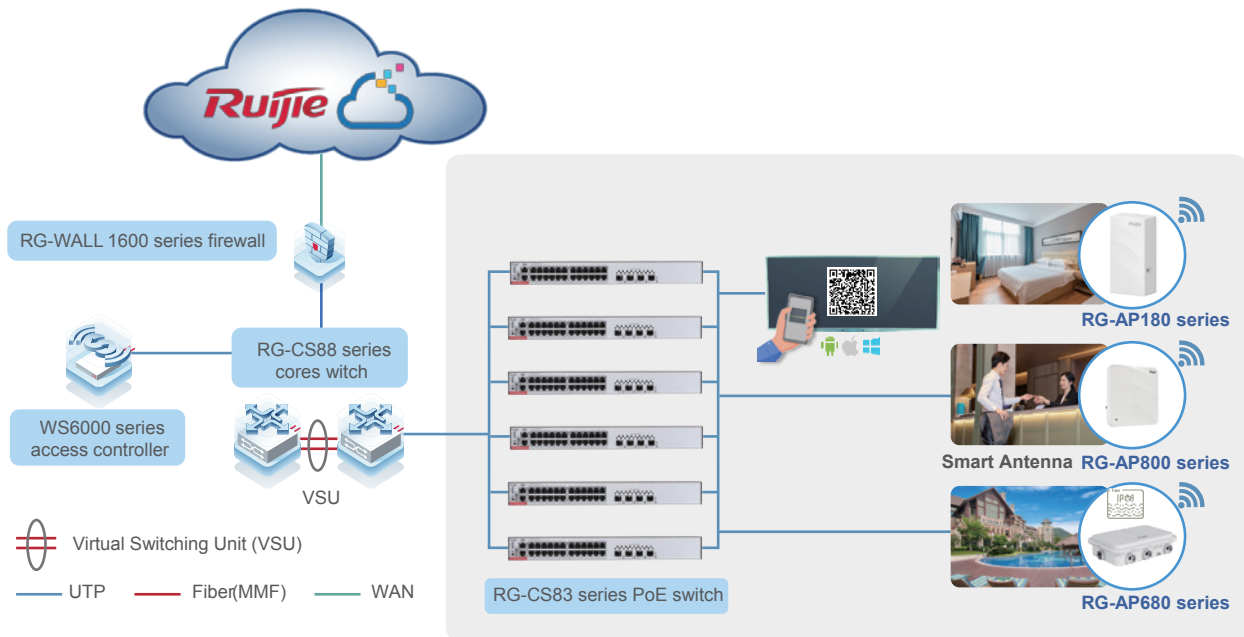 Ruijie
RG-WALL 1600 series firewall
RG-CS88 series
cores witch
WS6000 series
access controller
VSU
Virtual Switching Unit (VSU)
UTP
Fiber(MMF)
WAN
RG-CS83 series PoE switch
RG-AP180 series
Smart Antenna
RG-AP800 series
IP68
RG-AP680 series